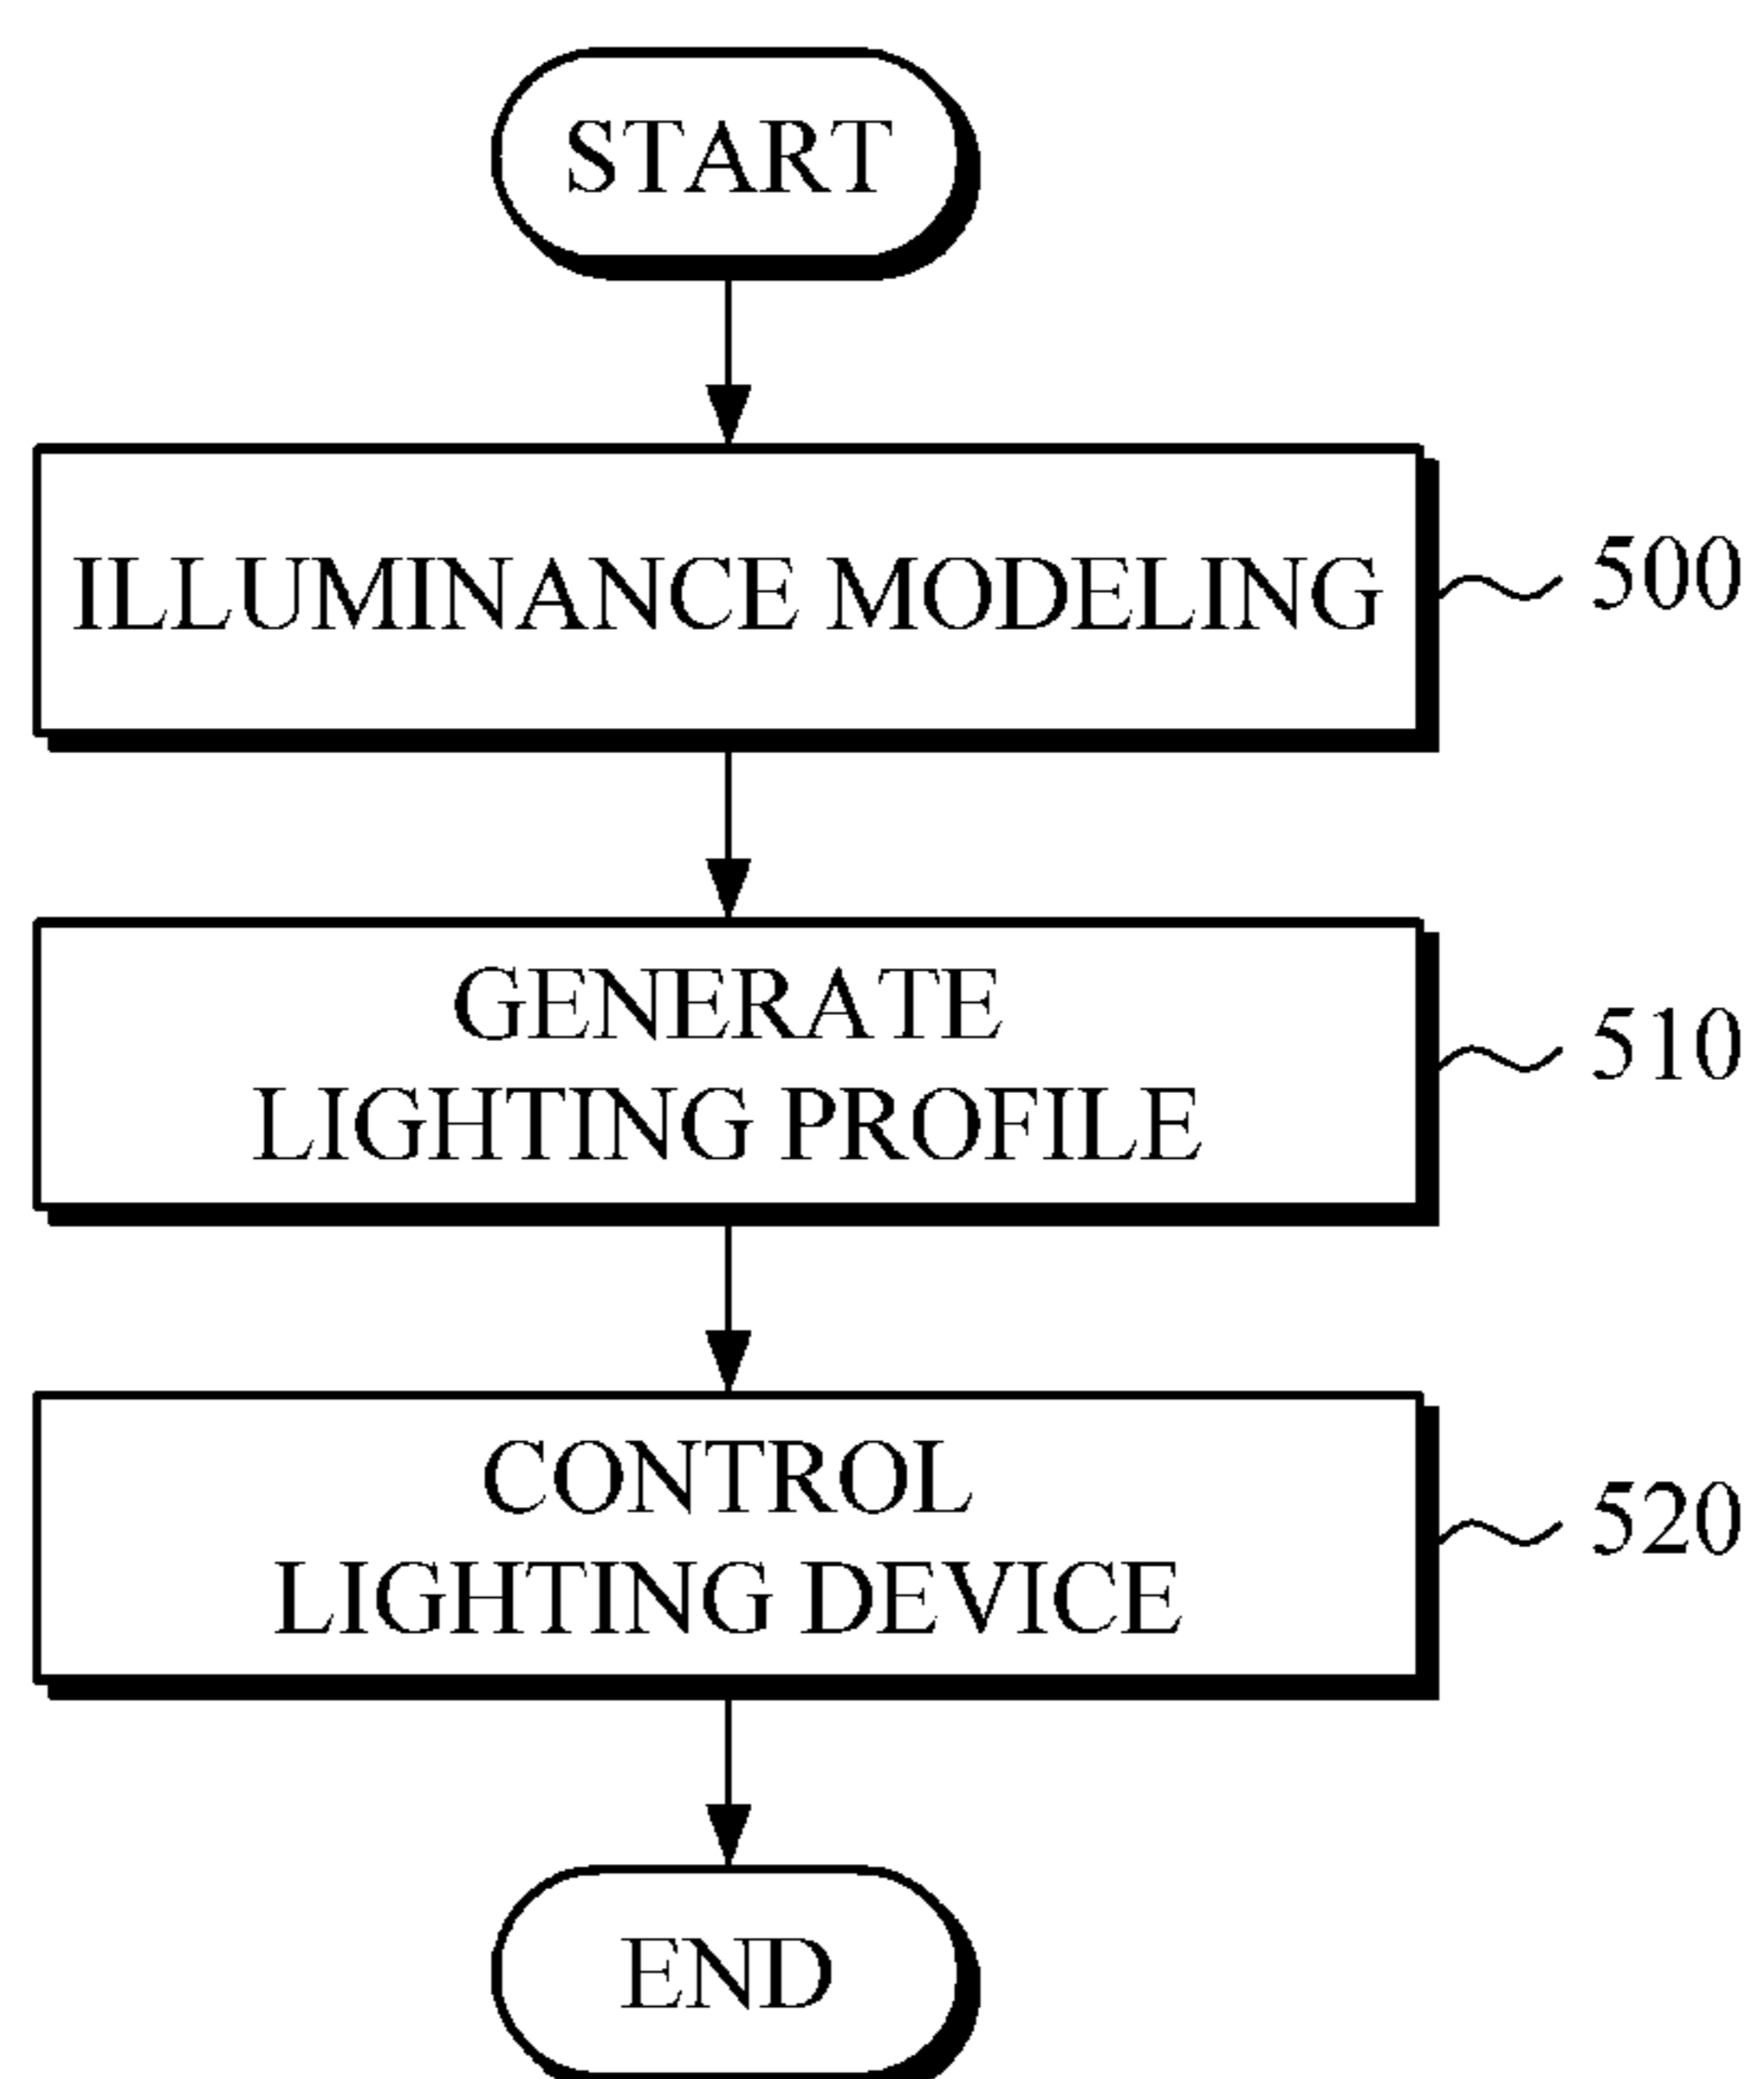 START
ILLUMINANCE MODELING
500
GENERATE
LIGHTING PROFILE
510
CONTROL
LIGHTING DEVICE
520
END